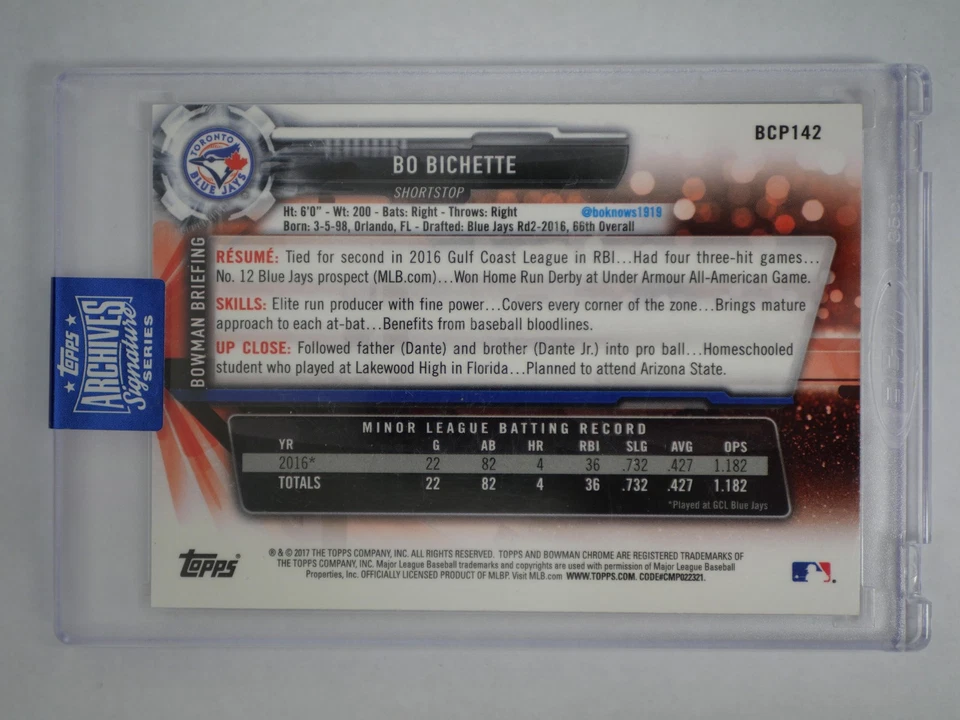 BCP142
TORONTO
BLUE JAYS
BO BICHETTE
SHORTSTOP
Ht: 6'0" - Wt: 200 - Bats: Right - Throws: Right @boknows1919
Born: 3-5-98, Orlando, FL - Drafted: Blue Jays Rd2-2016, 66th Overall
BOWMAN BRIEFING
RÉSUMÉ: Tied for second in 2016 Gulf Coast League in RBI...Had four three-hit games...
No. 12 Blue Jays prospect (MLB.com)...Won Home Run Derby at Under Armour All-American Game.
SKILLS: Elite run producer with fine power...Covers every corner of the zone...Brings mature
approach to each at-bat...Benefits from baseball bloodlines.
UP CLOSE: Followed father (Dante) and brother (Dante Jr.) into pro ball...Homeschooled
student who played at Lakewood High in Florida...Planned to attend Arizona State.
Topps
ARCHIVES
Signature
SERIES
MINOR LEAGUE BATTING RECORD
YR G AB HR RBI SLG AVG OPS
2016* 22 82 4 36 .732 .427 1.182
TOTALS 22 82 4 36 .732 .427 1.182
*Played at GCL Blue Jays
Topps®
® & © 2017 THE TOPPS COMPANY, INC. ALL RIGHTS RESERVED. TOPPS AND BOWMAN CHROME ARE REGISTERED TRADEMARKS OF
THE TOPPS COMPANY, INC. Major League Baseball trademarks and copyrights are used with permission of Major League Baseball
Properties, Inc. OFFICIALLY LICENSED PRODUCT OF MLBP. Visit MLB.com WWW.TOPPS.COM. CODE#CMP022321.